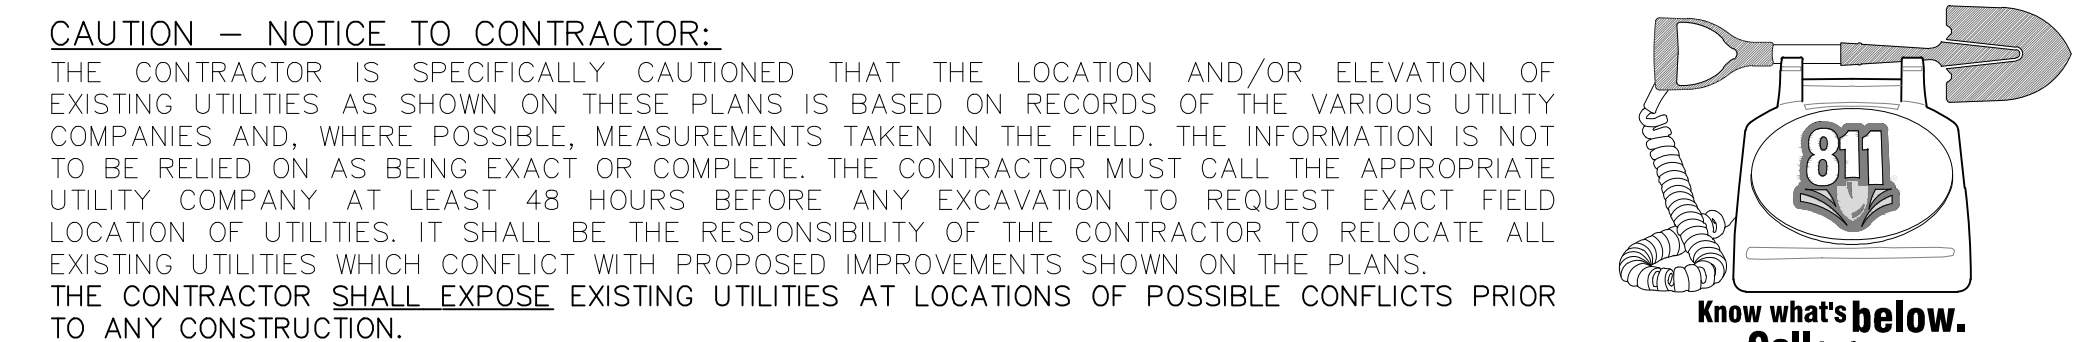 CAUTION – NOTICE TO CONTRACTOR:
THE CONTRACTOR IS SPECIFICALLY CAUTIONED THAT THE LOCATION AND/OR ELEVATION OF
EXISTING UTILITIES AS SHOWN ON THESE PLANS IS BASED ON RECORDS OF THE VARIOUS UTILITY
COMPANIES AND, WHERE POSSIBLE, MEASUREMENTS TAKEN IN THE FIELD. THE INFORMATION IS NOT
TO BE RELIED ON AS BEING EXACT OR COMPLETE. THE CONTRACTOR MUST CALL THE APPROPRIATE
UTILITY COMPANY AT LEAST 48 HOURS BEFORE ANY EXCAVATION TO REQUEST EXACT FIELD
LOCATION OF UTILITIES. IT SHALL BE THE RESPONSIBILITY OF THE CONTRACTOR TO RELOCATE ALL
EXISTING UTILITIES WHICH CONFLICT WITH PROPOSED IMPROVEMENTS SHOWN ON THE PLANS.
THE CONTRACTOR SHALL EXPOSE EXISTING UTILITIES AT LOCATIONS OF POSSIBLE CONFLICTS PRIOR
TO ANY CONSTRUCTION.
811
Know what's below.